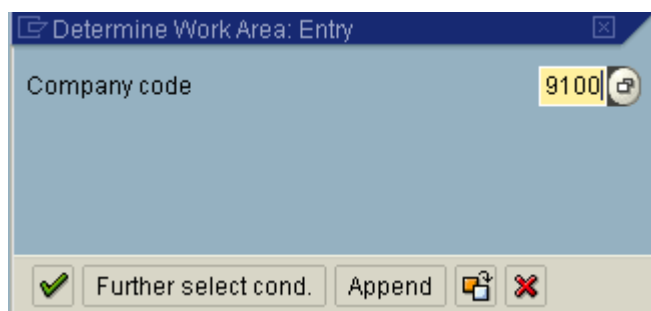 Determine Work Area: Entry
Company code 9100
Further select cond. Append